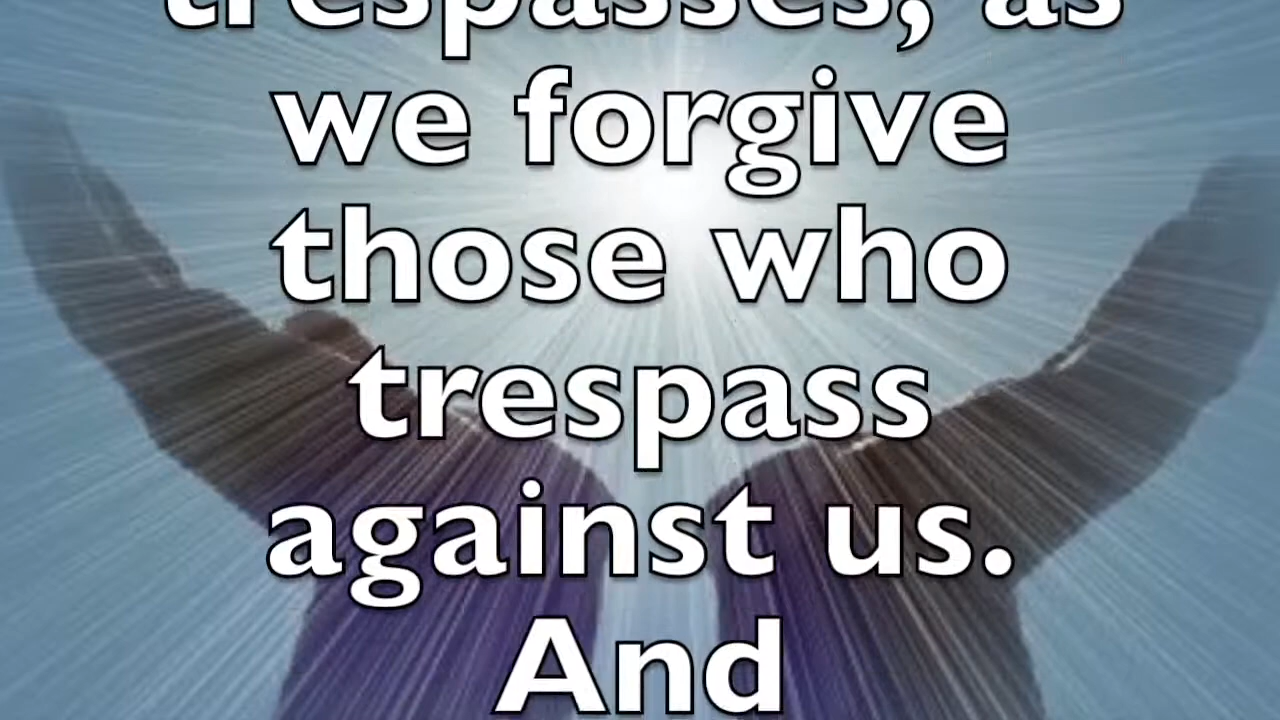 trespasses, as
we forgive
those who
trespass
against us.
And